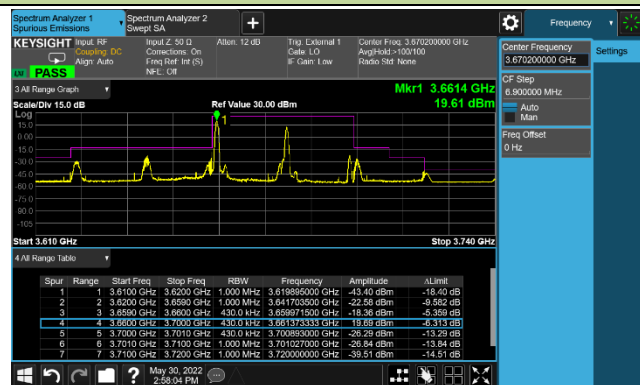 Spectrum Analyzer 1
Spurious Emissions
Spectrum Analyzer 2
Swept SA
Frequency
KEYSIGHT
Input: RF
Coupling: DC
Align: Auto
Input Z: 50 Ω
Corrections: On
Freq Ref: Int (S)
NFE: Off
Atten: 12 dB
Trig: External 1
Gate: LO
IF Gain: Low
Center Freq: 3.670200000 GHz
Avg|Hold:>100/100
Radio Std: None
PASS
Center Frequency
3.670200000 GHz
Settings
CF Step
6.900000 MHz
Auto
Man
Freq Offset
0 Hz
3 All Range Graph
Mkr1 3.6614 GHz
Scale/Div 15.0 dB
Ref Value 30.00 dBm
19.61 dBm
Log
15.0
0.00
-15.0
-30.0
-45.0
-60.0
-75.0
-90.0
-105
1
Start 3.610 GHz
Stop 3.740 GHz
4 All Range Table
Spur Range Start Freq Stop Freq RBW Frequency Amplitude ΔLimit
1 1 3.6100 GHz 3.6200 GHz 1.000 MHz 3.619895000 GHz -43.40 dBm -18.40 dB
2 2 3.6200 GHz 3.6590 GHz 1.000 MHz 3.641703500 GHz -22.58 dBm -9.582 dB
3 3 3.6590 GHz 3.6600 GHz 430.0 kHz 3.659971500 GHz -18.36 dBm -5.359 dB
4 4 3.6600 GHz 3.7000 GHz 430.0 kHz 3.661373333 GHz 19.69 dBm -6.313 dB
5 5 3.7000 GHz 3.7010 GHz 430.0 kHz 3.700893000 GHz -26.29 dBm -13.29 dB
6 6 3.7010 GHz 3.7100 GHz 1.000 MHz 3.701027000 GHz -26.84 dBm -13.84 dB
7 7 3.7100 GHz 3.7200 GHz 1.000 MHz 3.720000000 GHz -39.51 dBm -14.51 dB
May 30, 2022
2:58:04 PM